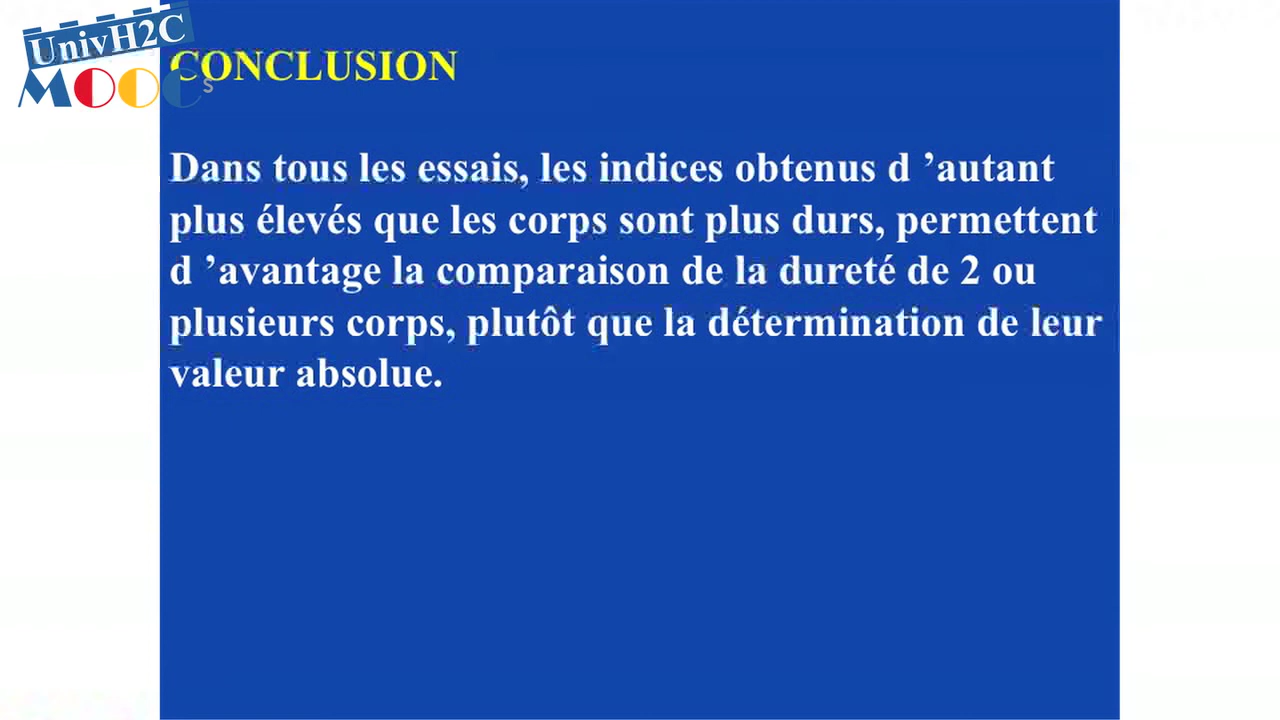 UnivH2C
MOOCs
CONCLUSION
Dans tous les essais, les indices obtenus d ’autant
plus élevés que les corps sont plus durs, permettent
d ’avantage la comparaison de la dureté de 2 ou
plusieurs corps, plutôt que la détermination de leur
valeur absolue.